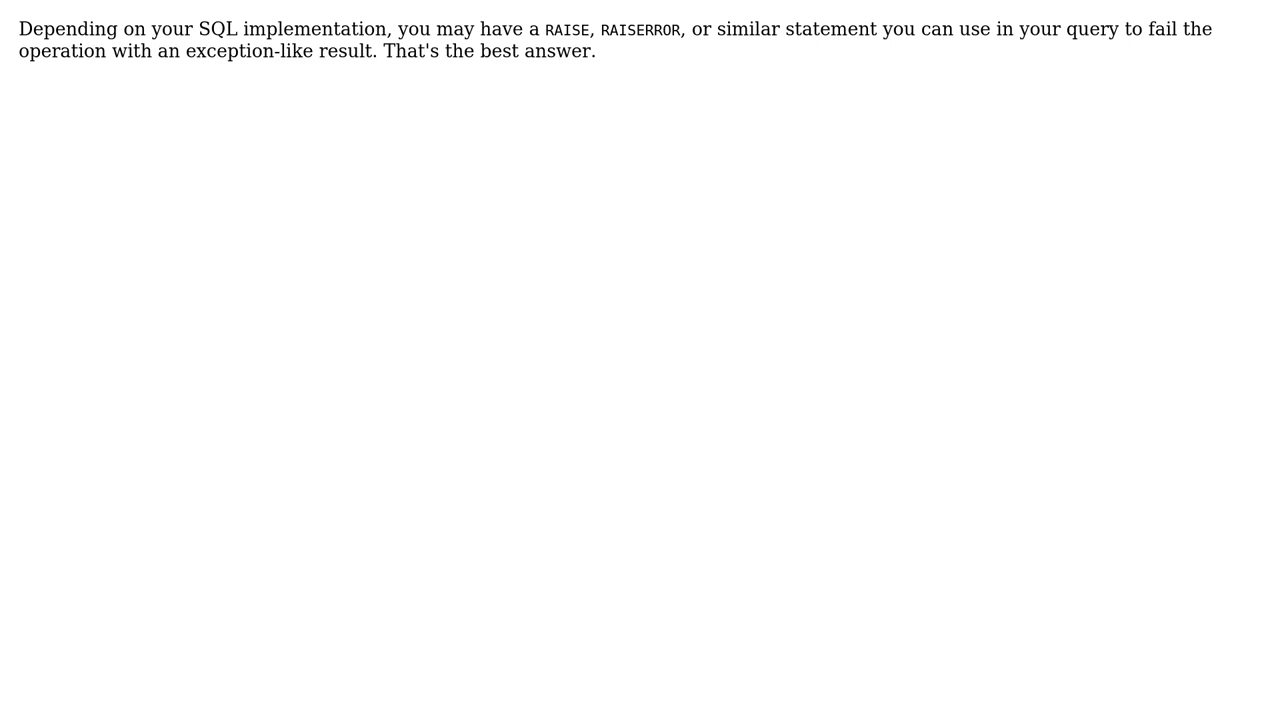 Depending on your SQL implementation, you may have a RAISE, RAISERROR, or similar statement you can use in your query to fail the
operation with an exception-like result. That's the best answer.